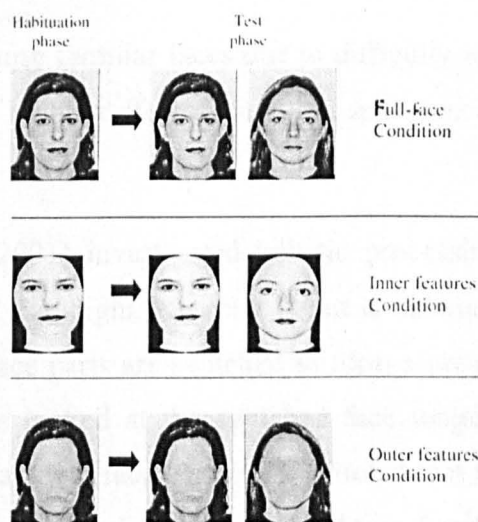 Habituation
phase
Test
phase
Full-face
Condition
Inner features
Condition
Outer features
Condition